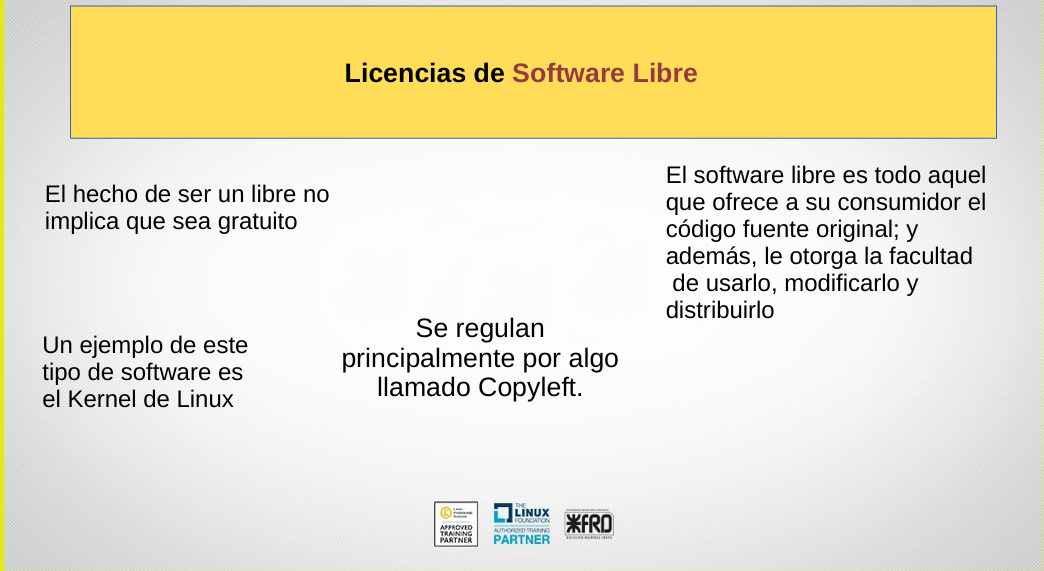 Licencias de Software Libre
El hecho de ser un libre no
implica que sea gratuito
El software libre es todo aquel
que ofrece a su consumidor el
código fuente original; y
además, le otorga la facultad
de usarlo, modificarlo y
distribuirlo
Un ejemplo de este
tipo de software es
el Kernel de Linux
Se regulan
principalmente por algo
llamado Copyleft.
APPROVED
TRAINING
PARTNER
THE
LINUX
FOUNDATION
AUTHORIZED TRAINING
PARTNER
FRD